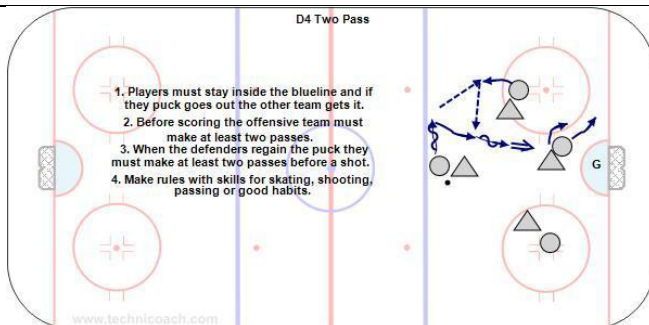 D4 Two Pass
1. Players must stay inside the blueline and if
they puck goes out the other team gets it.
2. Before scoring the offensive team must
make at least two passes.
3. When the defenders regain the puck they
must make at least two passes before a shot.
4. Make rules with skills for skating, shooting,
passing or good habits.
G
www.technicoach.com